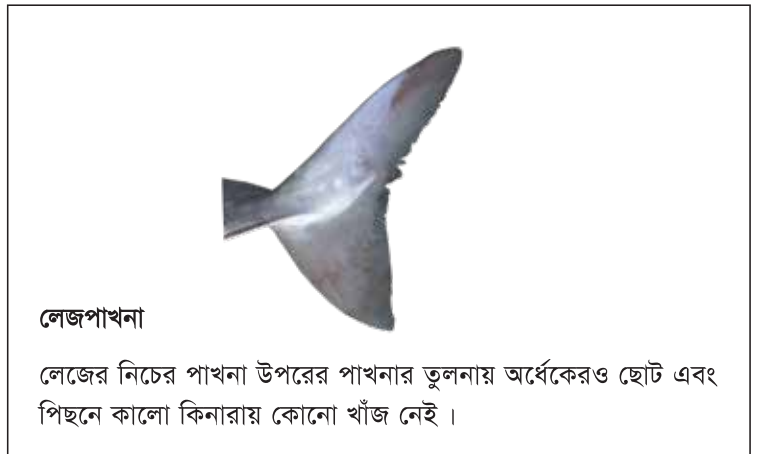 লেজপাখনা
লেজের নিচের পাখনা উপরের পাখনার তুলনায় অর্ধেকেরও ছোট এবং
পিছনে কালো কিনারায় কোনো খাঁজ নেই ।